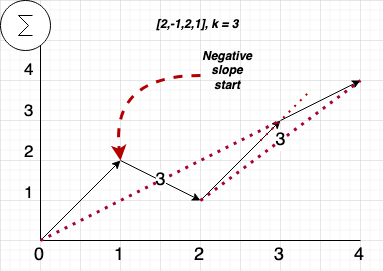 ∑
[2,-1,2,1], k = 3
Negative
slope
start
4
3
2
1
3
3
0 1 2 3 4